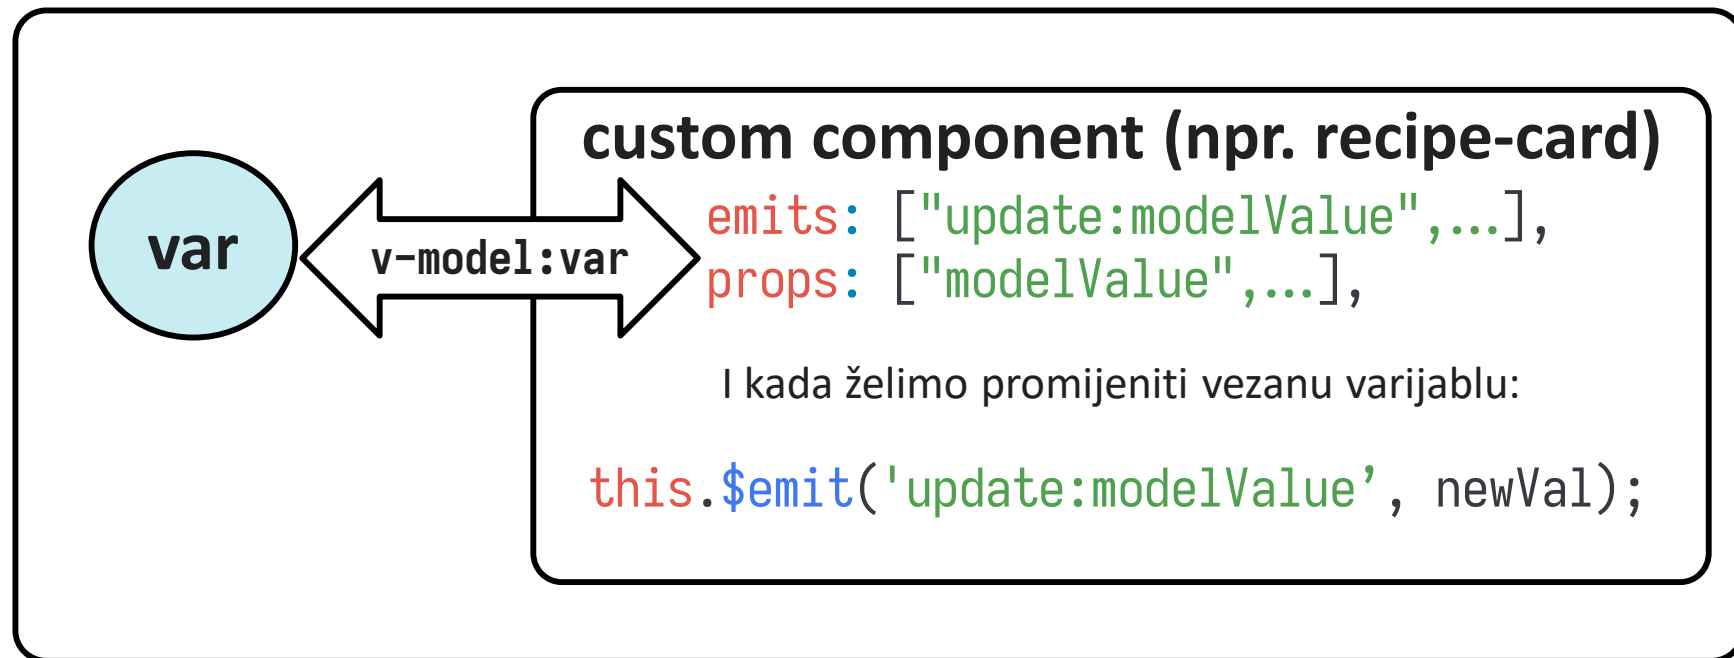 custom component (npr. recipe-card)
var
v-model:var
emits: ["update:modelValue",...],
props: ["modelValue",...],
I kada želimo promijeniti vezanu varijablu:
this.$emit('update:modelValue’, newVal);